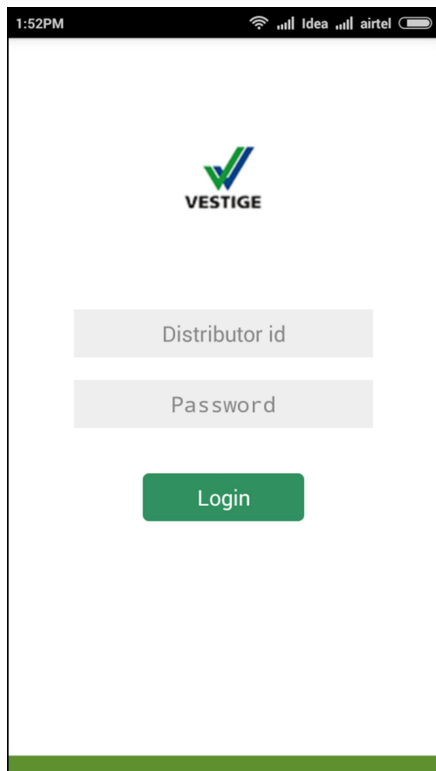 1:52PM Idea airtel
VESTIGE
Distributor id
Password
Login